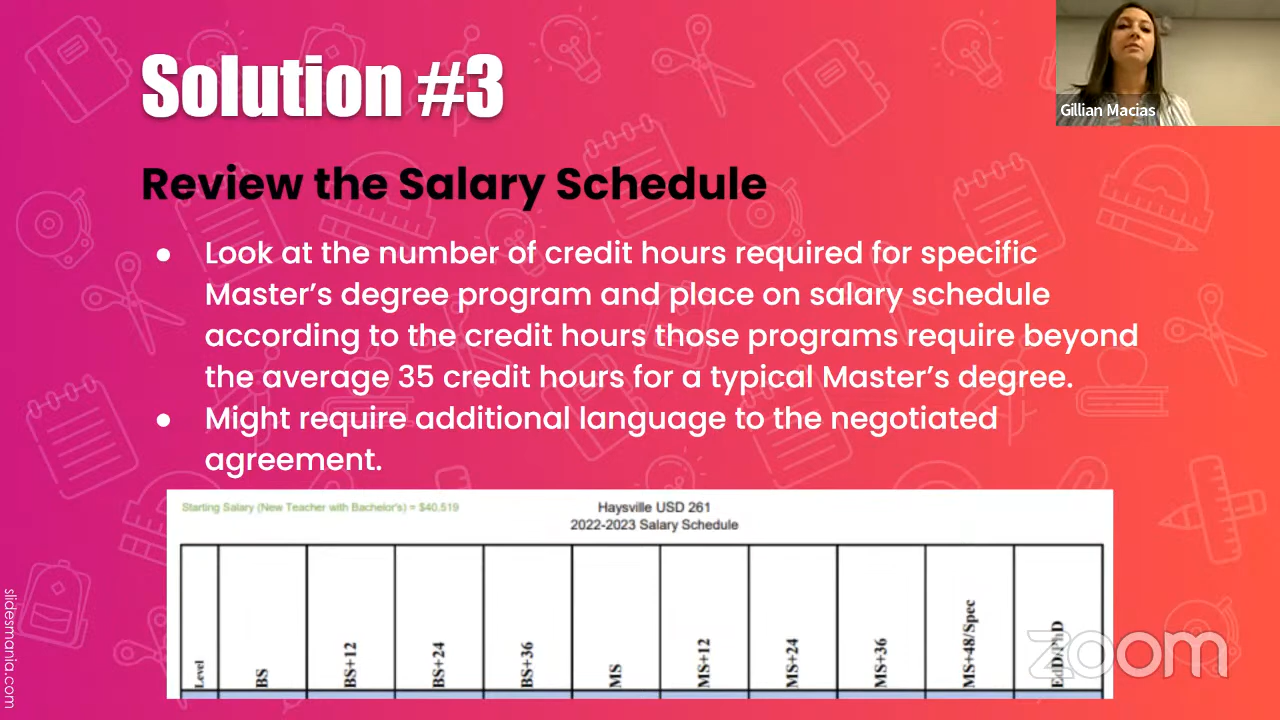 Solution #3
Gillian Macias
Review the Salary Schedule
● Look at the number of credit hours required for specific
Master's degree program and place on salary schedule
according to the credit hours those programs require beyond
the average 35 credit hours for a typical Master's degree.
● Might require additional language to the negotiated
agreement.
Starting Salary (New Teacher with Bachelor's) = $40,519
Haysville USD 261
2022-2023 Salary Schedule
Level
BS
BS+12
BS+24
BS+36
MS
MS+12
MS+24
MS+36
MS+48/Spec
EdD/PhD
zoom
slidesmania.com